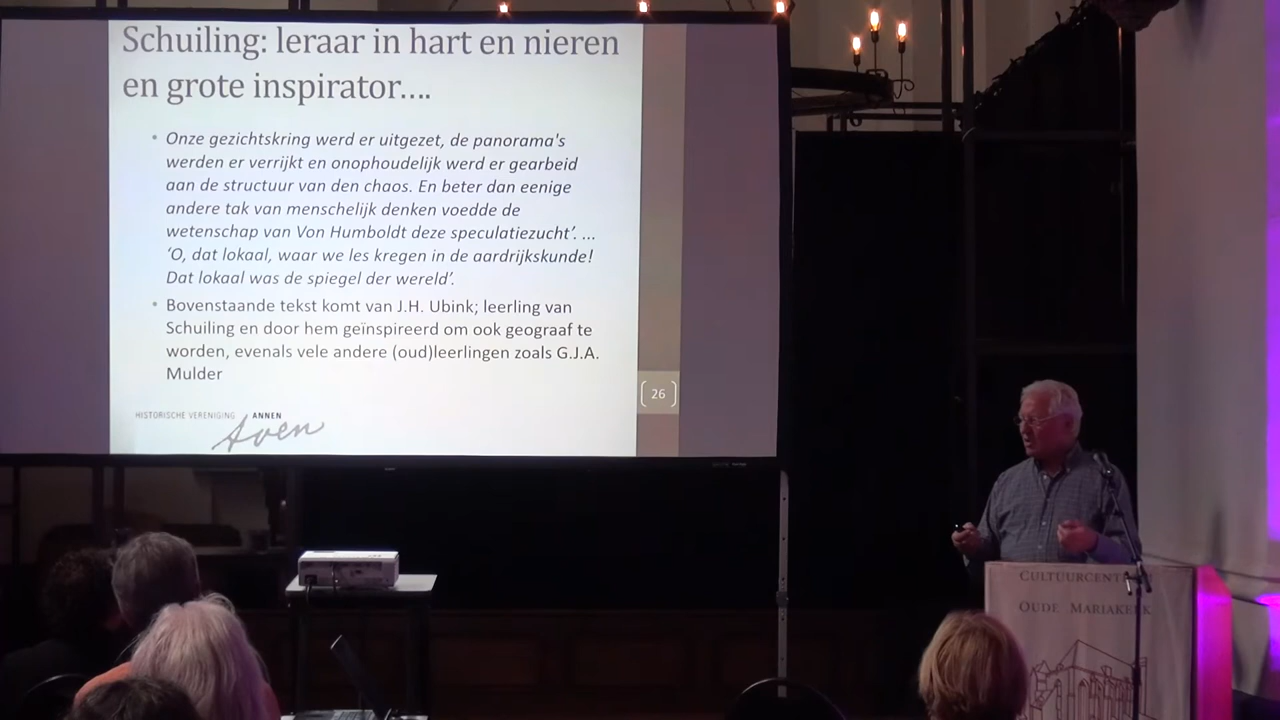 Schuiling: leraar in hart en nieren
en grote inspirator....
• Onze gezichtskring werd er uitgezet, de panorama's
werden er verrijkt en onophoudelijk werd er gearbeid
aan de structuur van den chaos. En beter dan eenige
andere tak van menschelijk denken voedde de
wetenschap van Von Humboldt deze speculatiezucht’. ...
‘O, dat lokaal, waar we les kregen in de aardrijkskunde!
Dat lokaal was de spiegel der wereld’.
• Bovenstaande tekst komt van J.H. Ubink; leerling van
Schuiling en door hem geïnspireerd om ook geograaf te
worden, evenals vele andere (oud)leerlingen zoals G.J.A.
Mulder
26
HISTORISCHE VERENIGING ANNEN
Aven
CULTUURCENT
OUDE MARIAKERK